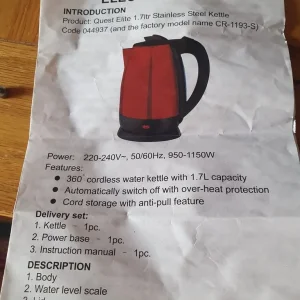 INTRODUCTION
Product: Quest Elite 1.7ltr Stainless Steel Kettle
Code 044937 (and the factory model name CR-1193-S)
Power: 220-240V~, 50/60Hz, 950-1150W
Features:
● 360° cordless water kettle with 1.7L capacity
● Automatically switch off with over-heat protection
● Cord storage with anti-pull feature
Delivery set:
1. Kettle - 1pc.
2. Power base - 1pc.
3. Instruction manual - 1pc.
DESCRIPTION
1. Body
2. Water level scale